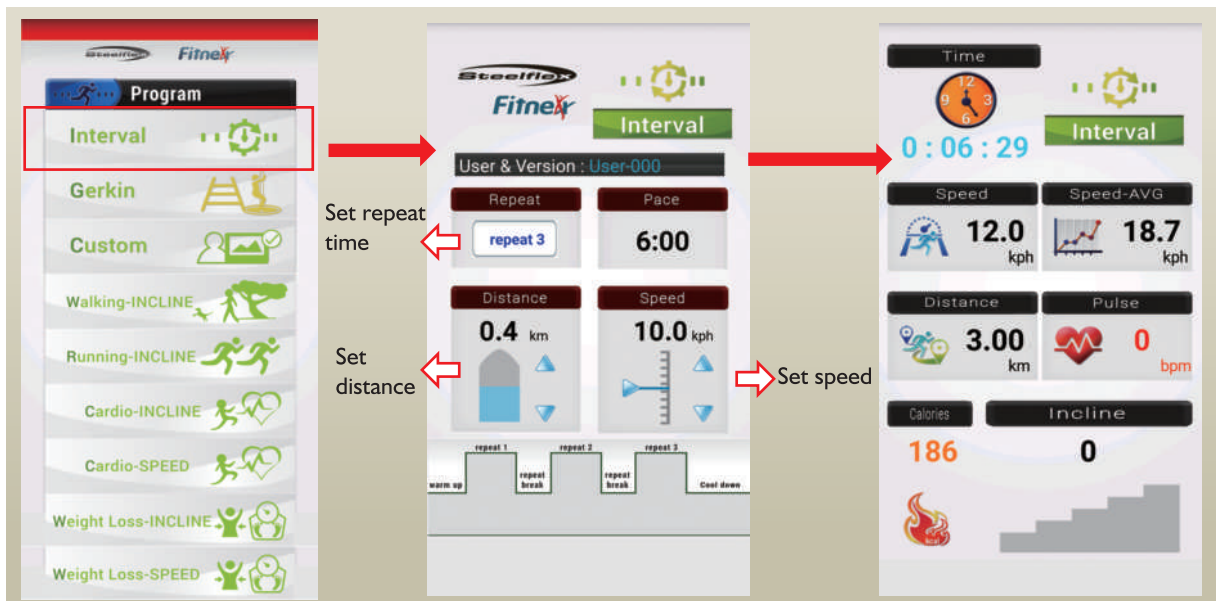 Steelflex Fitnexx
Program
Interval
Gerkin
Custom
Walking-INCLINE
Running-INCLINE
Cardio-INCLINE
Cardio-SPEED
Weight Loss-INCLINE
Weight Loss-SPEED
Set repeat
time
Set
distance
Steelflex
Fitnexx
Interval
User & Version : User-000
Repeat Pace
repeat 3 6:00
Distance Speed
0.4 km 10.0 kph
Set speed
repeat 1 repeat 2 repeat 3
warm up repeat break repeat break Cool down
Time
12
9 3
6
0 : 06 : 29
Interval
Speed Speed-AVG
12.0 18.7
kph kph
Distance Pulse
3.00 0
km bpm
Calories Incline
186 0
kcal